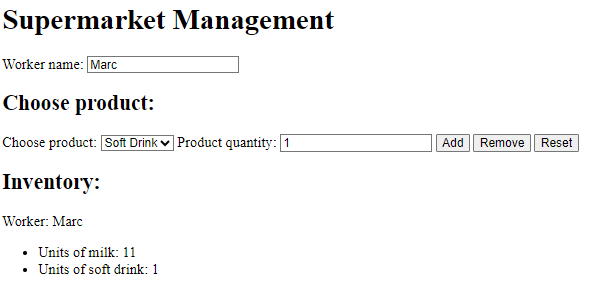 Supermarket Management
Worker name: Marc
Choose product:
Choose product: Soft Drink Product quantity: 1 Add Remove Reset
Inventory:
Worker: Marc
Units of milk: 11
Units of soft drink: 1